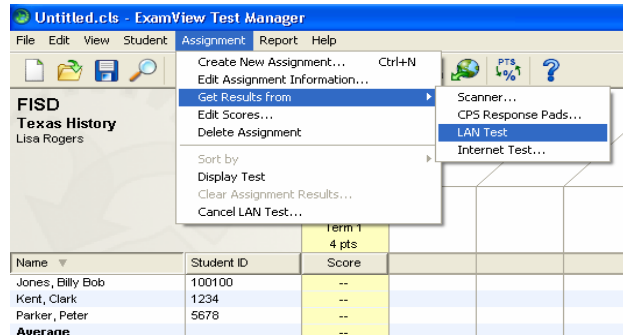 Untitled.cls - ExamView Test Manager
File Edit View Student Assignment Report Help
Create New Assignment... Ctrl+N
Edit Assignment Information...
Get Results from
Edit Scores...
Delete Assignment
Sort by
Display Test
Clear Assignment Results...
Cancel LAN Test...
Scanner...
CPS Response Pads...
LAN Test
Internet Test...
PTS
%
?
FISD
Texas History
Lisa Rogers
Term 1
4 pts
Name Student ID Score
Jones, Billy Bob 100100 --
Kent, Clark 1234 --
Parker, Peter 5678 --
Average --